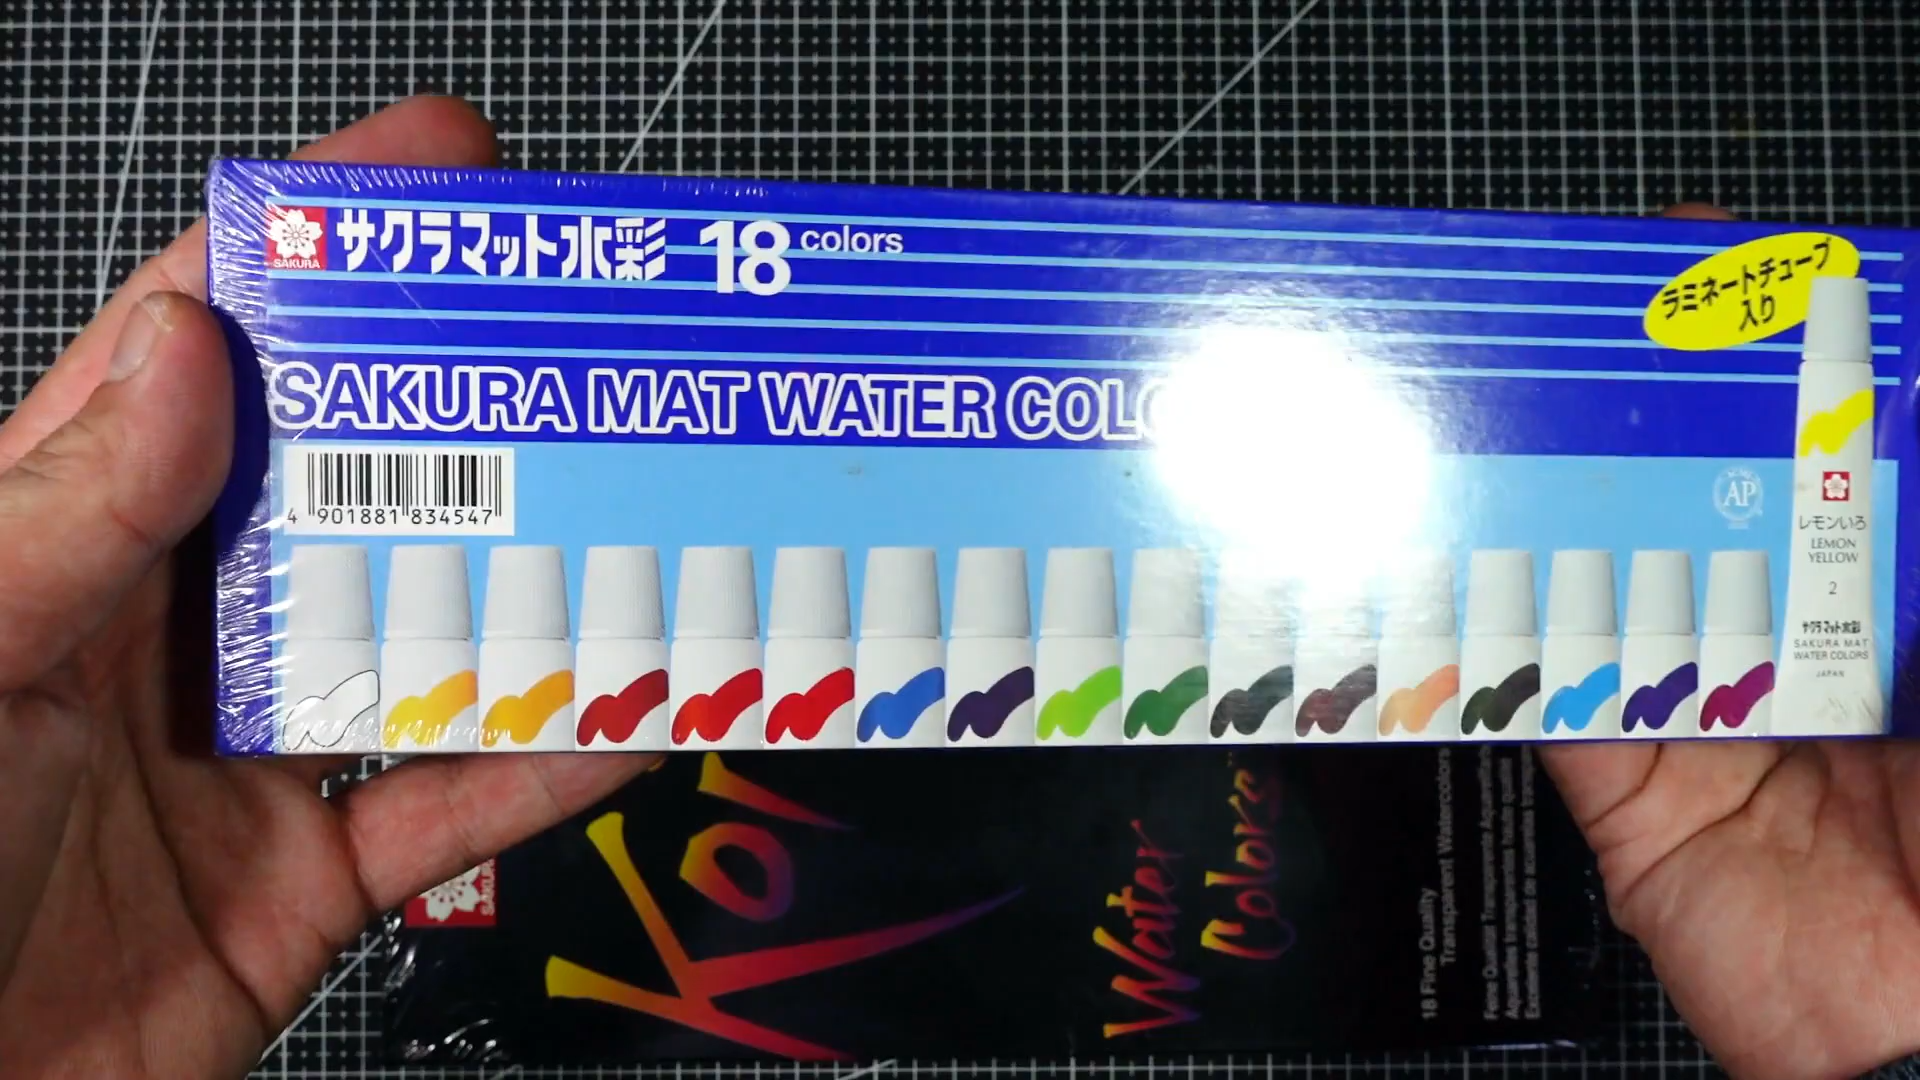 サクラマット水彩 18 colors
SAKURA
SAKURA MAT WATER COLO
ラミネートチューブ
入り
4 901881 834547
AP
レモンいろ
LEMON
YELLOW
2
サクラマット水彩
SAKURA MAT
WATER COLORS
JAPAN
SAKURA
Koi
Water
Colors
18 Fine Quality
Transparent Watercolors